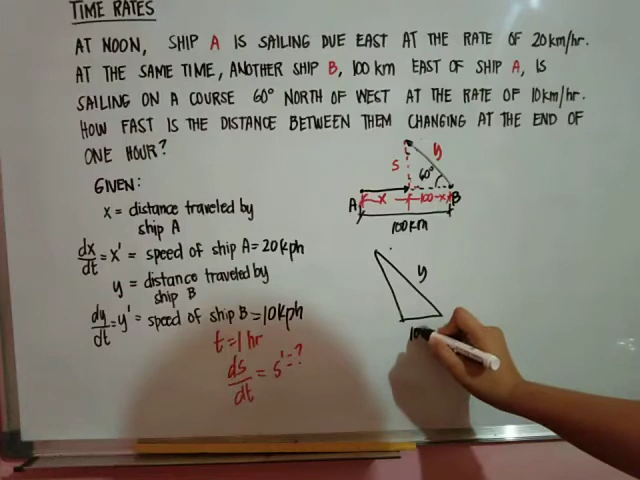 TIME RATES
AT NOON, SHIP A IS SAILING DUE EAST AT THE RATE OF 20km/hr.
AT THE SAME TIME, ANOTHER SHIP B, 100 km EAST OF SHIP A, IS
SAILING ON A COURSE 60° NORTH OF WEST AT THE RATE OF 10km/hr.
HOW FAST IS THE DISTANCE BETWEEN THEM CHANGING AT THE END OF
ONE HOUR?
GIVEN:
x = distance traveled by
ship A
dx/dt = x' = speed of ship A = 20kph
y = distance traveled by
ship B
dy/dt = y' = speed of ship B = 10kph
t = 1 hr
ds/dt = s' = ?
s y
60°
A x 100-x B
100km
y
10